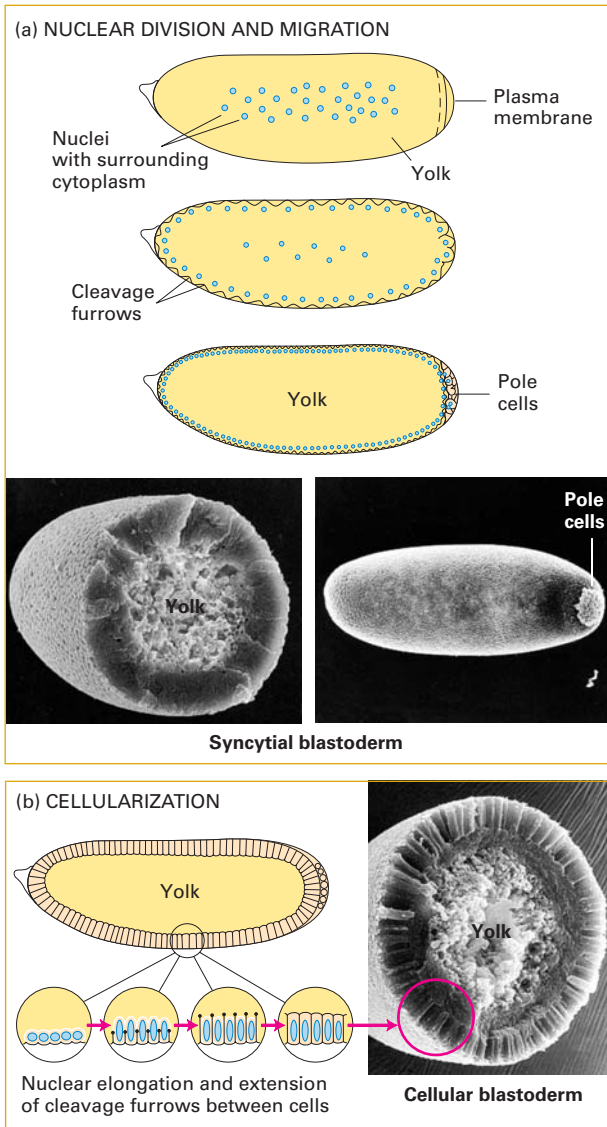 (a) NUCLEAR DIVISION AND MIGRATION
Plasma
membrane
Nuclei
with surrounding
cytoplasm
Yolk
Cleavage
furrows
Yolk
Pole
cells
Yolk
Pole
cells
Syncytial blastoderm
(b) CELLULARIZATION
Yolk
Yolk
Nuclear elongation and extension
of cleavage furrows between cells
Cellular blastoderm